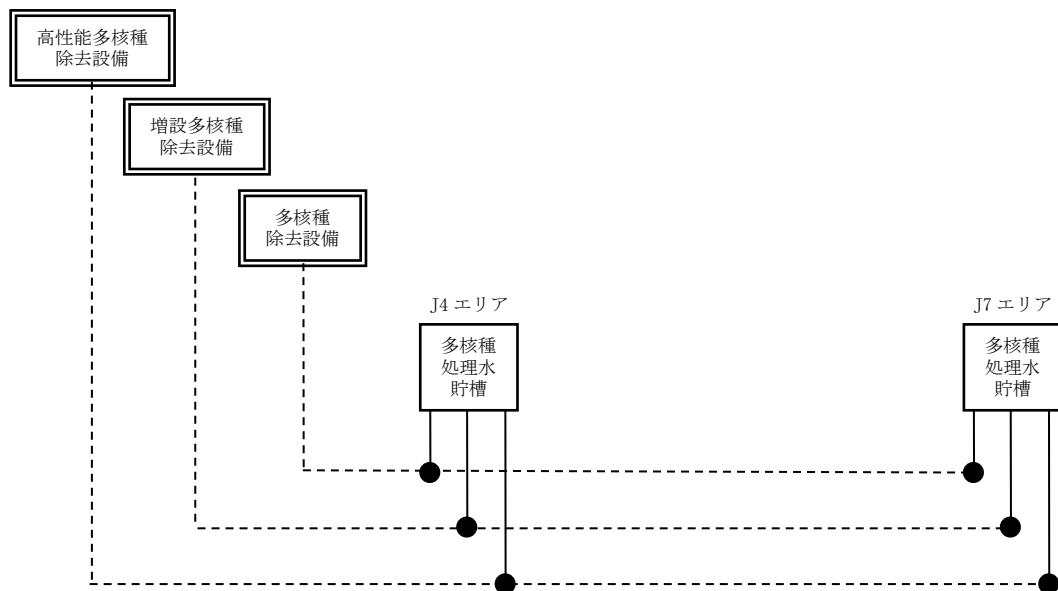 高性能多核種
除去設備
増設多核種
除去設備
多核種
除去設備
J4 エリア
多核種
処理水
貯槽
J7 エリア
多核種
処理水
貯槽